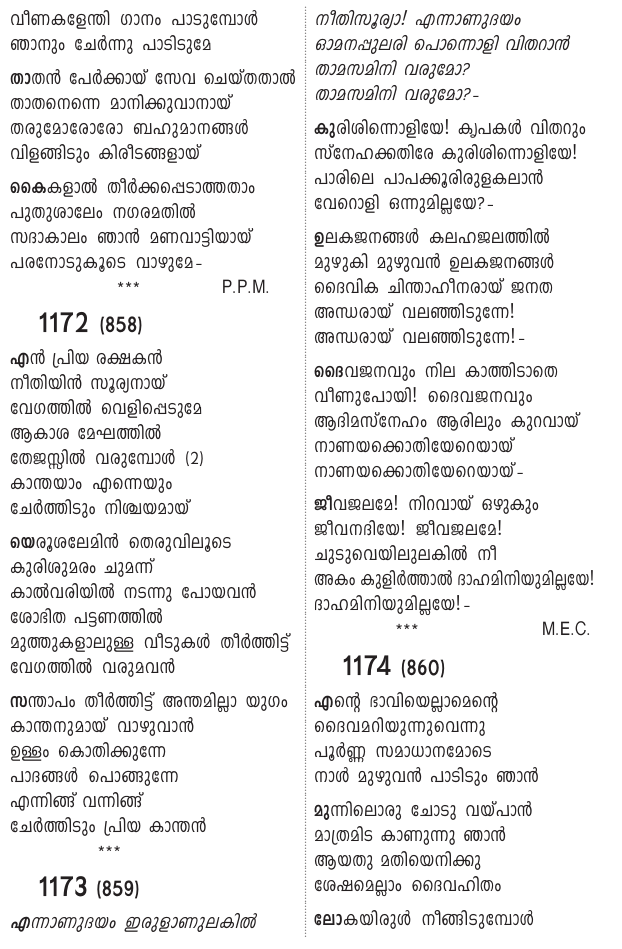 വീണകളേന്തി ഗാനം പാടുമ്പോൾ
ഞാനും ചേർന്നു പാടിടുമേ
താതൻ പേർക്കായ് സേവ ചെയ്തതാൽ
താതനെന്നെ മാനിക്കുവാനായ്
തരുമോരോരോ ബഹുമാനങ്ങൾ
വിളങ്ങിടും കിരീടങ്ങളായ്
കൈകളാൽ തീർക്കപ്പെടാത്തതാം
പുതുശാലേം നഗരമതിൽ
സദാകാലം ഞാൻ മണവാട്ടിയായ്
പരനോടുകൂടെ വാഴുമേ-
*** P.P.M.
1172 (858)
എൻ പ്രിയ രക്ഷകൻ
നീതിയിൻ സൂര്യനായ്
വേഗത്തിൽ വെളിപ്പെടുമേ
ആകാശ മേഘത്തിൽ
തേജസ്സിൽ വരുമ്പോൾ (2)
കാന്തയാം എന്നെയും
ചേർത്തിടും നിശ്ചയമായ്
യെരൂശലേമിൻ തെരുവിലൂടെ
കുരിശുമരം ചുമന്ന്
കാൽവരിയിൽ നടന്നു പോയവൻ
ശോഭിത പട്ടണത്തിൽ
മുത്തുകളാലുള്ള വീടുകൾ തീർത്തിട്ട്
വേഗത്തിൽ വരുമവൻ
സന്താപം തീർത്തിട്ട് അന്തമില്ലാ യുഗം
കാന്തനുമായ് വാഴുവാൻ
ഉള്ളം കൊതിക്കുന്നേ
പാദങ്ങൾ പൊങ്ങുന്നേ
എന്നിങ്ങ് വന്നിങ്ങ്
ചേർത്തിടും പ്രിയ കാന്തൻ
***
1173 (859)
എന്നാണുദയം ഇരുളാണുലകിൽ
നീതിസൂര്യാ! എന്നാണുദയം
ഓമനപ്പുലരി പൊന്നൊളി വിതറാൻ
താമസമിനി വരുമോ?
താമസമിനി വരുമോ?-
കുരിശിന്നൊളിയേ! കൃപകൾ വിതറും
സ്നേഹക്കതിരേ കുരിശിന്നൊളിയേ!
പാരിലെ പാപക്കൂരിരുളകലാൻ
വേറൊളി ഒന്നുമില്ലയേ?-
ഉലകജനങ്ങൾ കലഹജലത്തിൽ
മുഴുകി മുഴുവൻ ഉലകജനങ്ങൾ
ദൈവിക ചിന്താഹീനരായ് ജനത
അന്ധരായ് വലഞ്ഞിടുന്നേ!
അന്ധരായ് വലഞ്ഞിടുന്നേ!-
ദൈവജനവും നില കാത്തിടാതെ
വീണുപോയി! ദൈവജനവും
ആദിമസ്നേഹം ആരിലും കുറവായ്
നാണയക്കൊതിയേറെയായ്
നാണയക്കൊതിയേറെയായ്-
ജീവജലമേ! നിറവായ് ഒഴുകും
ജീവനദിയേ! ജീവജലമേ!
ചുടുവെയിലുലകിൽ നീ
അകം കുളിർത്താൽ ദാഹമിനിയുമില്ലയേ!
ദാഹമിനിയുമില്ലയേ!-
*** M.E.C.
1174 (860)
എന്റെ ഭാവിയെല്ലാമെന്റെ
ദൈവമറിയുന്നുവെന്നു
പൂർണ്ണ സമാധാനമോടെ
നാൾ മുഴുവൻ പാടിടും ഞാൻ
മുന്നിലൊരു ചോടു വയ്പാൻ
മാത്രമിട കാണുന്നു ഞാൻ
ആയതു മതിയെനിക്കു
ശേഷമെല്ലാം ദൈവഹിതം
ലോകയിരുൾ നീങ്ങിടുമ്പോൾ